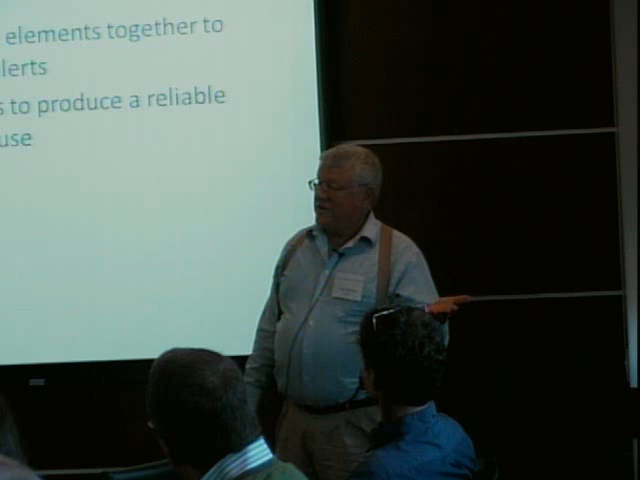 elements together to
lerts
s to produce a reliable
use